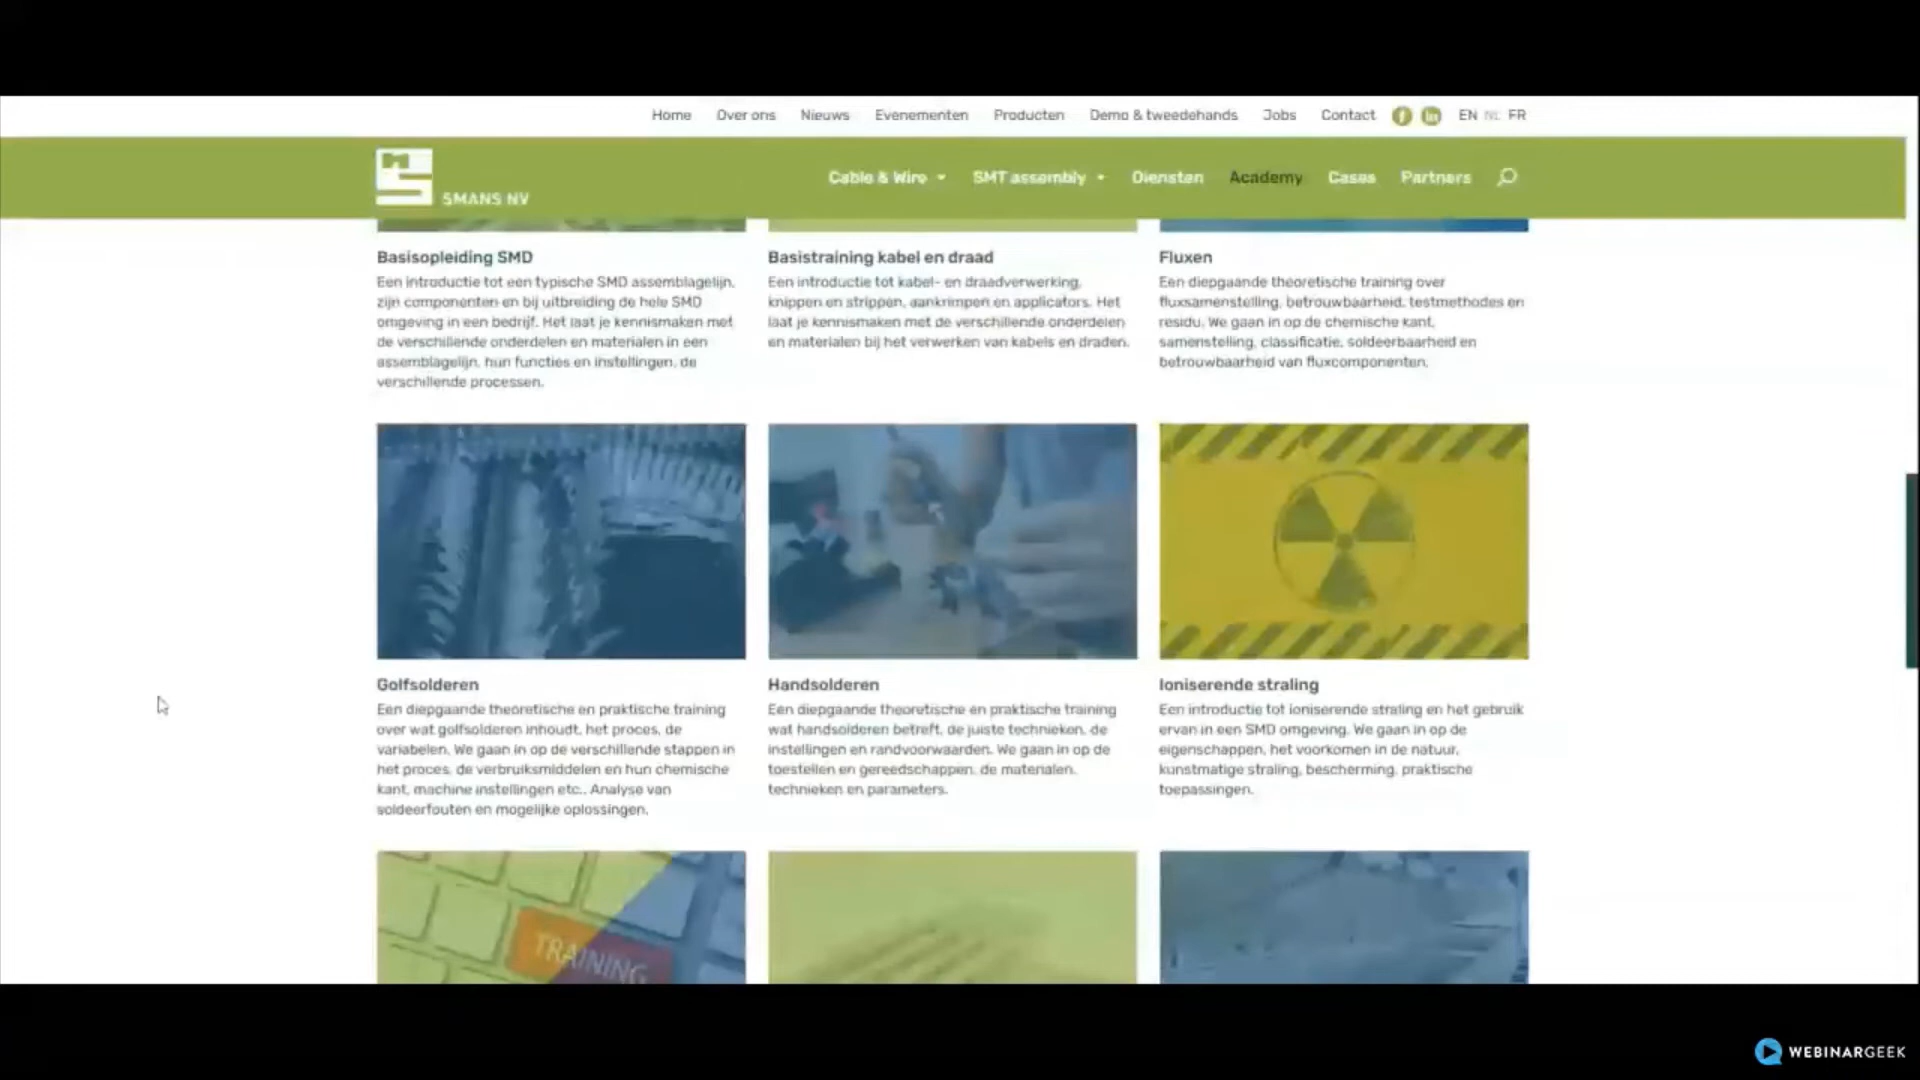 Home Over ons Nieuws Evenementen Producten Demo & tweedehands Jobs Contact EN NL FR
SMANS NV
Cable & Wire SMT assembly Diensten Academy Cases Partners
Basisopleiding SMD
Een introductie tot een typische SMD assemblagelijn,
zijn componenten en bij uitbreiding de hele SMD
omgeving in een bedrijf. Het laat je kennismaken met
de verschillende onderdelen en materialen in een
assemblagelijn, hun functies en instellingen, de
verschillende processen.
Basistraining kabel en draad
Een introductie tot kabel- en draadverwerking,
knippen en strippen, aankrimpen en applicators. Het
laat je kennismaken met de verschillende onderdelen
en materialen bij het verwerken van kabels en draden.
Fluxen
Een diepgaande theoretische training over
fluxsamenstelling, betrouwbaarheid, testmethodes en
residu. We gaan in op de chemische kant,
samenstelling, classificatie, soldeerbaarheid en
betrouwbaarheid van fluxcomponenten.
Golfsolderen
Een diepgaande theoretische en praktische training
over wat golfsolderen inhoudt, het proces, de
variabelen. We gaan in op de verschillende stappen in
het proces, de verbruiksmiddelen en hun chemische
kant, machine instellingen etc.. Analyse van
soldeerfouten en mogelijke oplossingen.
Handsolderen
Een diepgaande theoretische en praktische training
wat handsolderen betreft, de juiste technieken, de
instellingen en randvoorwaarden. We gaan in op de
toestellen en gereedschappen, de materialen,
technieken en parameters.
Ioniserende straling
Een introductie tot ioniserende straling en het gebruik
ervan in een SMD omgeving. We gaan in op de
eigenschappen, het voorkomen in de natuur,
kunstmatige straling, bescherming, praktische
toepassingen.
TRAINING
WEBINARGEEK